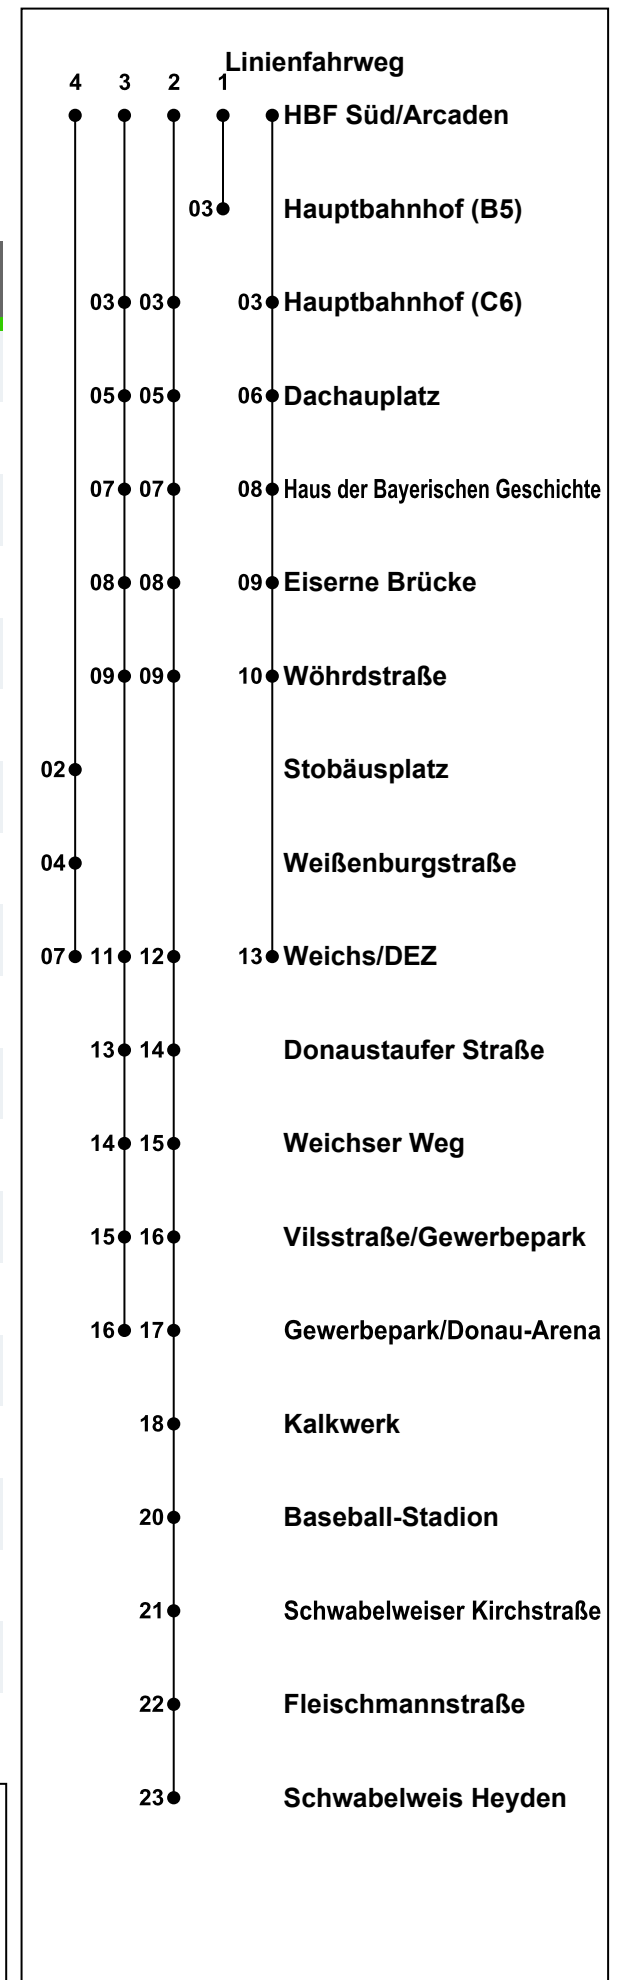 Linienfahrweg
4 3 2 1
HBF Süd/Arcaden
03 Hauptbahnhof (B5)
03 03 03 Hauptbahnhof (C6)
05 05 06 Dachauplatz
07 07 08 Haus der Bayerischen Geschichte
08 08 09 Eiserne Brücke
09 09 10 Wöhrdstraße
02 Stobäusplatz
04 Weißenburgstraße
07 11 12 13 Weichs/DEZ
13 14 Donaustaufer Straße
14 15 Weichser Weg
15 16 Vilsstraße/Gewerbepark
16 17 Gewerbepark/Donau-Arena
18 Kalkwerk
20 Baseball-Stadion
21 Schwabelweiser Kirchstraße
22 Fleischmannstraße
23 Schwabelweis Heyden